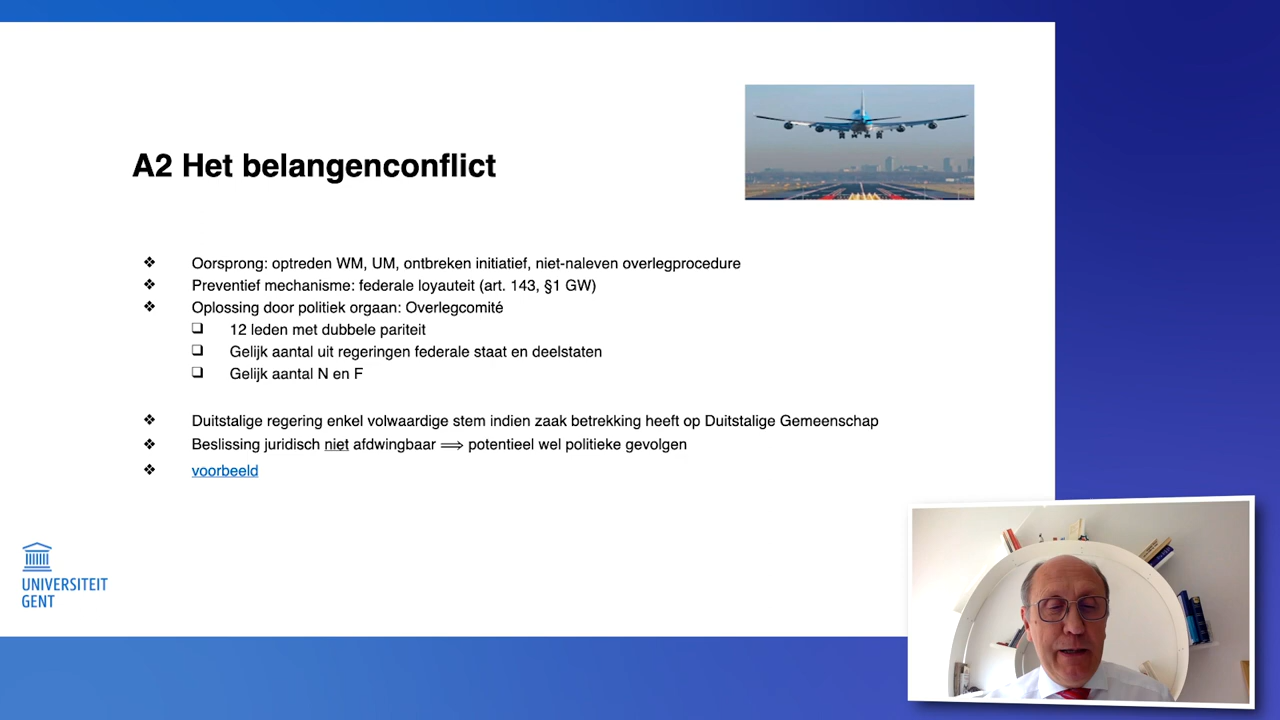 A2 Het belangenconflict
❖ Oorsprong: optreden WM, UM, ontbreken initiatief, niet-naleven overlegprocedure
❖ Preventief mechanisme: federale loyauteit (art. 143, §1 GW)
❖ Oplossing door politiek orgaan: Overlegcomité
❑ 12 leden met dubbele pariteit
❑ Gelijk aantal uit regeringen federale staat en deelstaten
❑ Gelijk aantal N en F
❖ Duitstalige regering enkel volwaardige stem indien zaak betrekking heeft op Duitstalige Gemeenschap
❖ Beslissing juridisch niet afdwingbaar ⟹ potentieel wel politieke gevolgen
❖ voorbeeld
UNIVERSITEIT
GENT